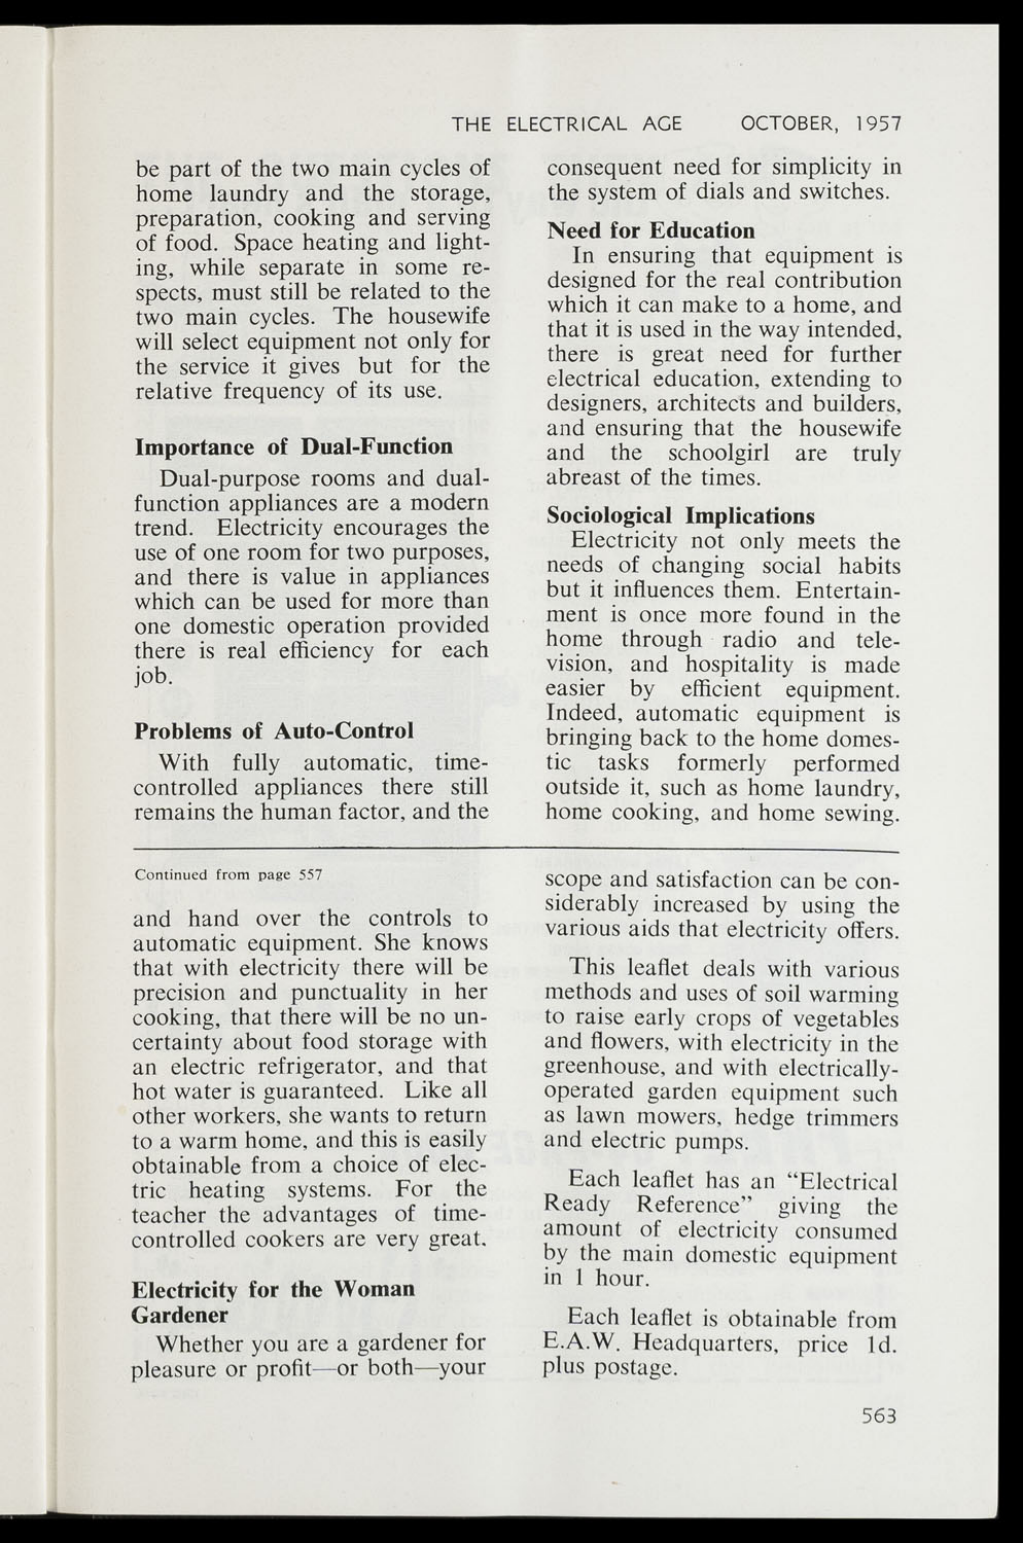 THE ELECTRICAL AGE OCTOBER, 1957
be part of the two main cycles of
home laundry and the storage,
preparation, cooking and serving
of food. Space heating and light-
ing, while separate in some re-
spects, must still be related to the
two main cycles. The housewife
will select equipment not only for
the service it gives but for the
relative frequency of its use.
Importance of Dual-Function
Dual-purpose rooms and dual-
function appliances are a modern
trend. Electricity encourages the
use of one room for two purposes,
and there is value in appliances
which can be used for more than
one domestic operation provided
there is real efficiency for each
job.
Problems of Auto-Control
With fully automatic, time-
controlled appliances there still
remains the human factor, and the
consequent need for simplicity in
the system of dials and switches.
Need for Education
In ensuring that equipment is
designed for the real contribution
which it can make to a home, and
that it is used in the way intended,
there is great need for further
electrical education, extending to
designers, architects and builders,
and ensuring that the housewife
and the schoolgirl are truly
abreast of the times.
Sociological Implications
Electricity not only meets the
needs of changing social habits
but it influences them. Entertain-
ment is once more found in the
home through radio and tele-
vision, and hospitality is made
easier by efficient equipment.
Indeed, automatic equipment is
bringing back to the home domes-
tic tasks formerly performed
outside it, such as home laundry,
home cooking, and home sewing.
Continued from page 557
and hand over the controls to
automatic equipment. She knows
that with electricity there will be
precision and punctuality in her
cooking, that there will be no un-
certainty about food storage with
an electric refrigerator, and that
hot water is guaranteed. Like all
other workers, she wants to return
to a warm home, and this is easily
obtainable from a choice of elec-
tric heating systems. For the
teacher the advantages of time-
controlled cookers are very great.
Electricity for the Woman
Gardener
Whether you are a gardener for
pleasure or profit—or both—your
scope and satisfaction can be con-
siderably increased by using the
various aids that electricity offers.
This leaflet deals with various
methods and uses of soil warming
to raise early crops of vegetables
and flowers, with electricity in the
greenhouse, and with electrically-
operated garden equipment such
as lawn mowers, hedge trimmers
and electric pumps.
Each leaflet has an “Electrical
Ready Reference” giving the
amount of electricity consumed
by the main domestic equipment
in 1 hour.
Each leaflet is obtainable from
E.A.W. Headquarters, price 1d.
plus postage.
563